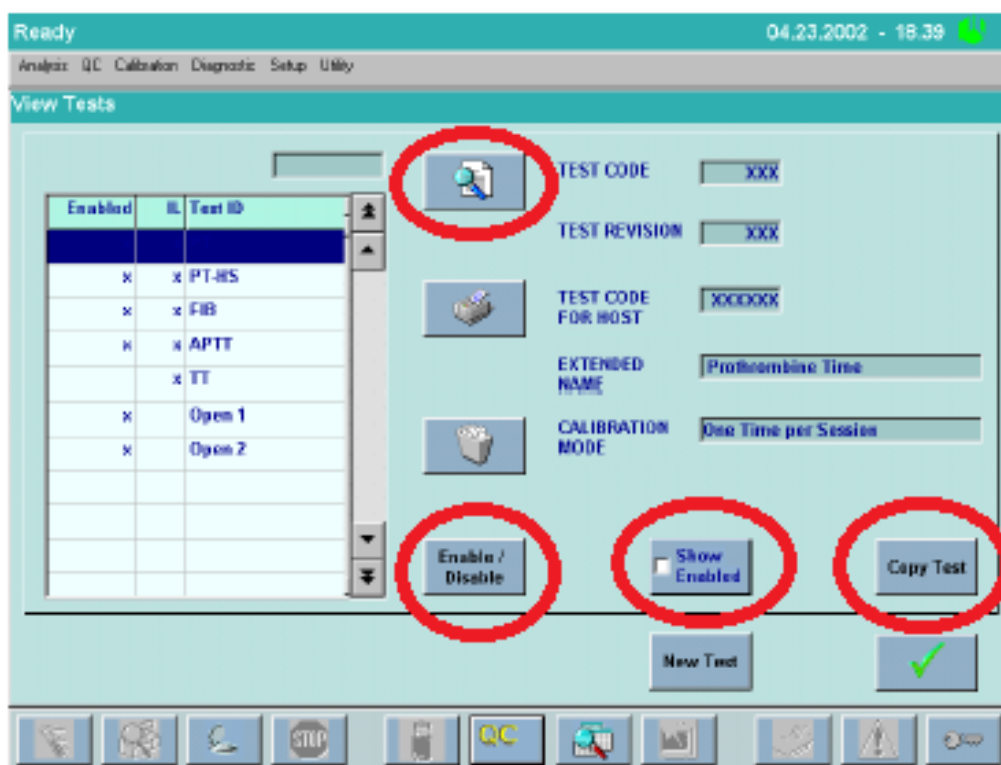 Ready 04.23.2002 - 18.39
Analysis QC Calibration Diagnostic Setup Utility
View Tests
TEST CODE XXX
Enabled IL Test ID
TEST REVISION XXX
x x PT-HS
x x FIB
TEST CODE FOR HOST XXXXXXX
x x APTT
x TT
EXTENDED NAME Prothrombine Time
x Open 1
x Open 2
CALIBRATION MODE One Time per Session
Enable / Disable
Show Enabled
Copy Test
New Test
STOP
QC